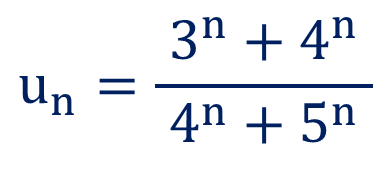 uₙ = (3ⁿ + 4ⁿ) / (4ⁿ + 5ⁿ)